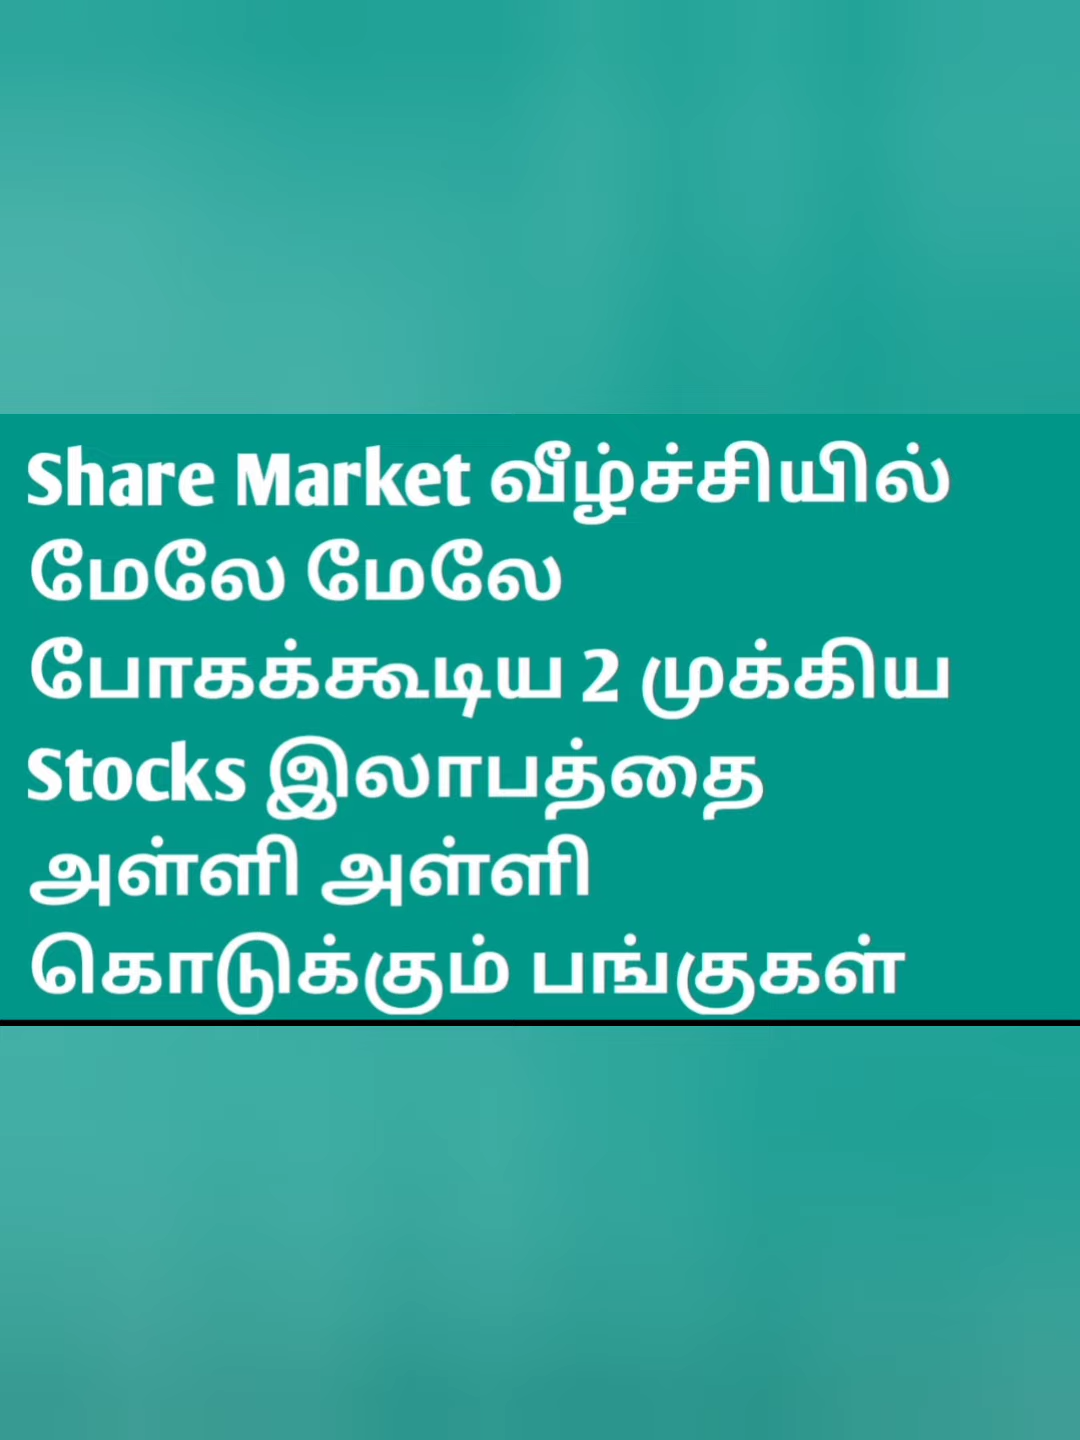 Share Market வீழ்ச்சியில்
மேலே மேலே
போகக்கூடிய 2 முக்கிய
Stocks இலாபத்தை
அள்ளி அள்ளி
கொடுக்கும் பங்குகள்